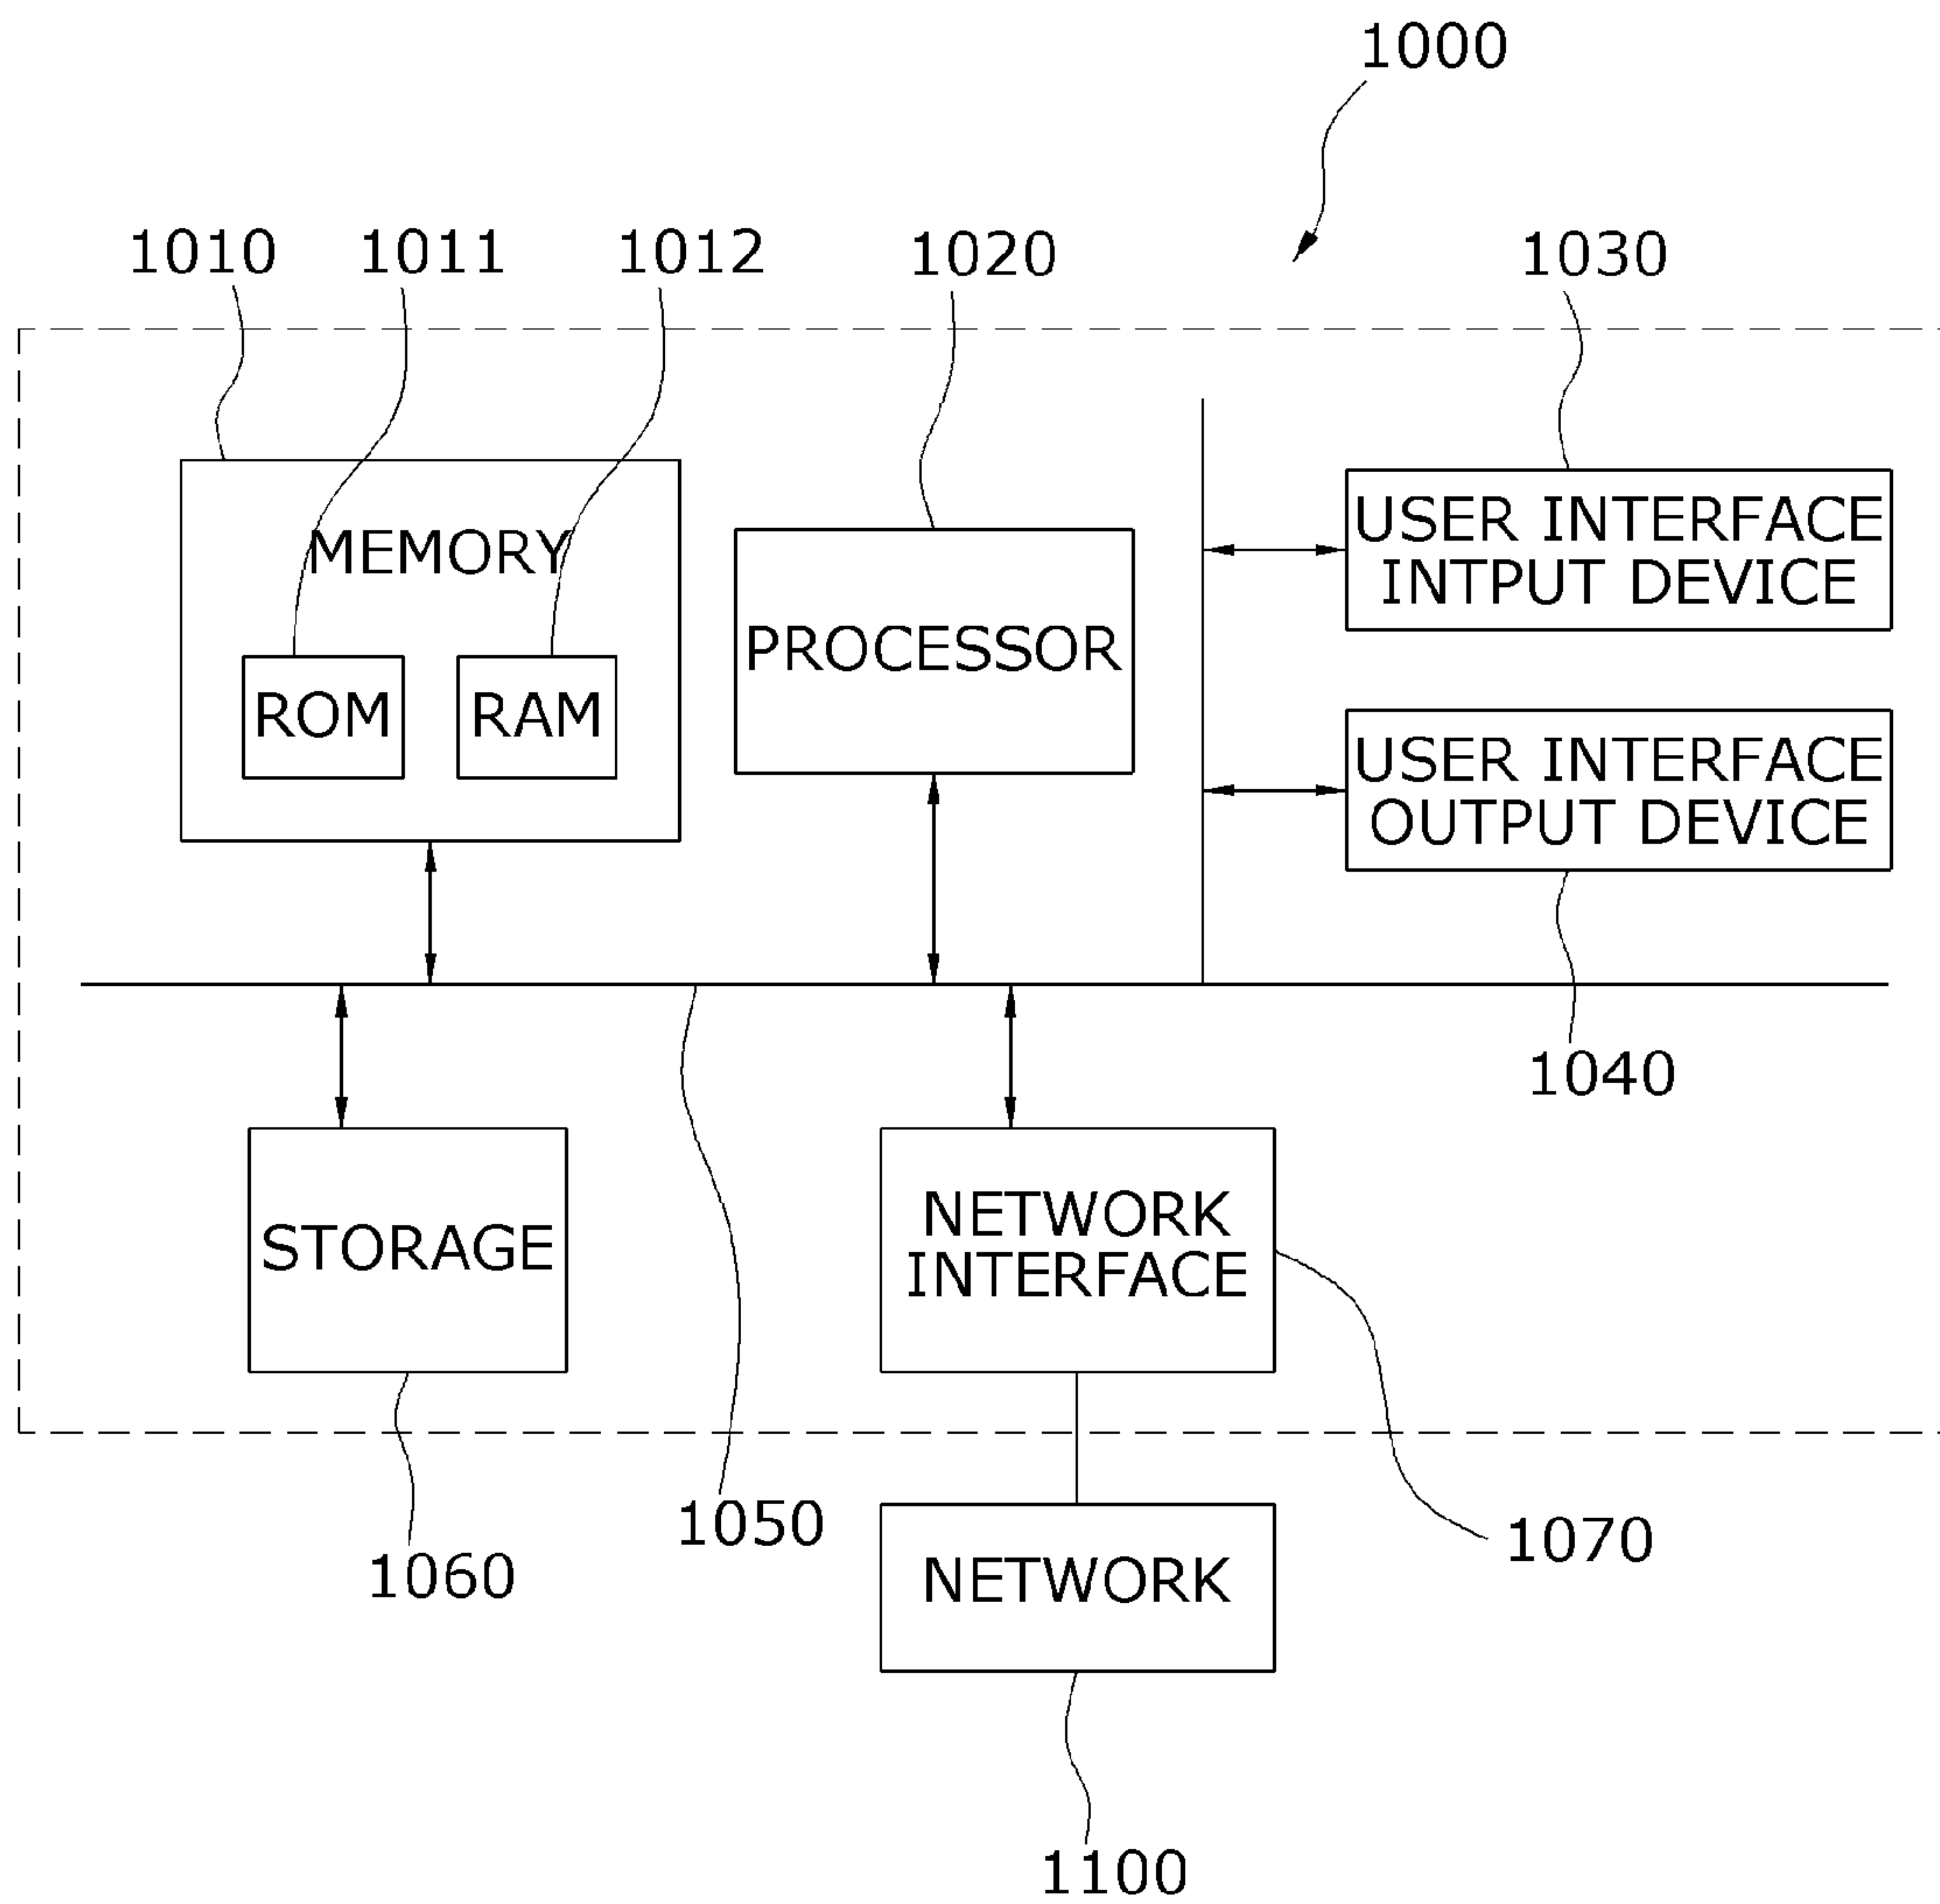 1000
1010
1011
1012
1020
1030
MEMORY
ROM
RAM
PROCESSOR
USER INTERFACE
INTPUT DEVICE
USER INTERFACE
OUTPUT DEVICE
1040
STORAGE
NETWORK
INTERFACE
1050
1060
1070
NETWORK
1100